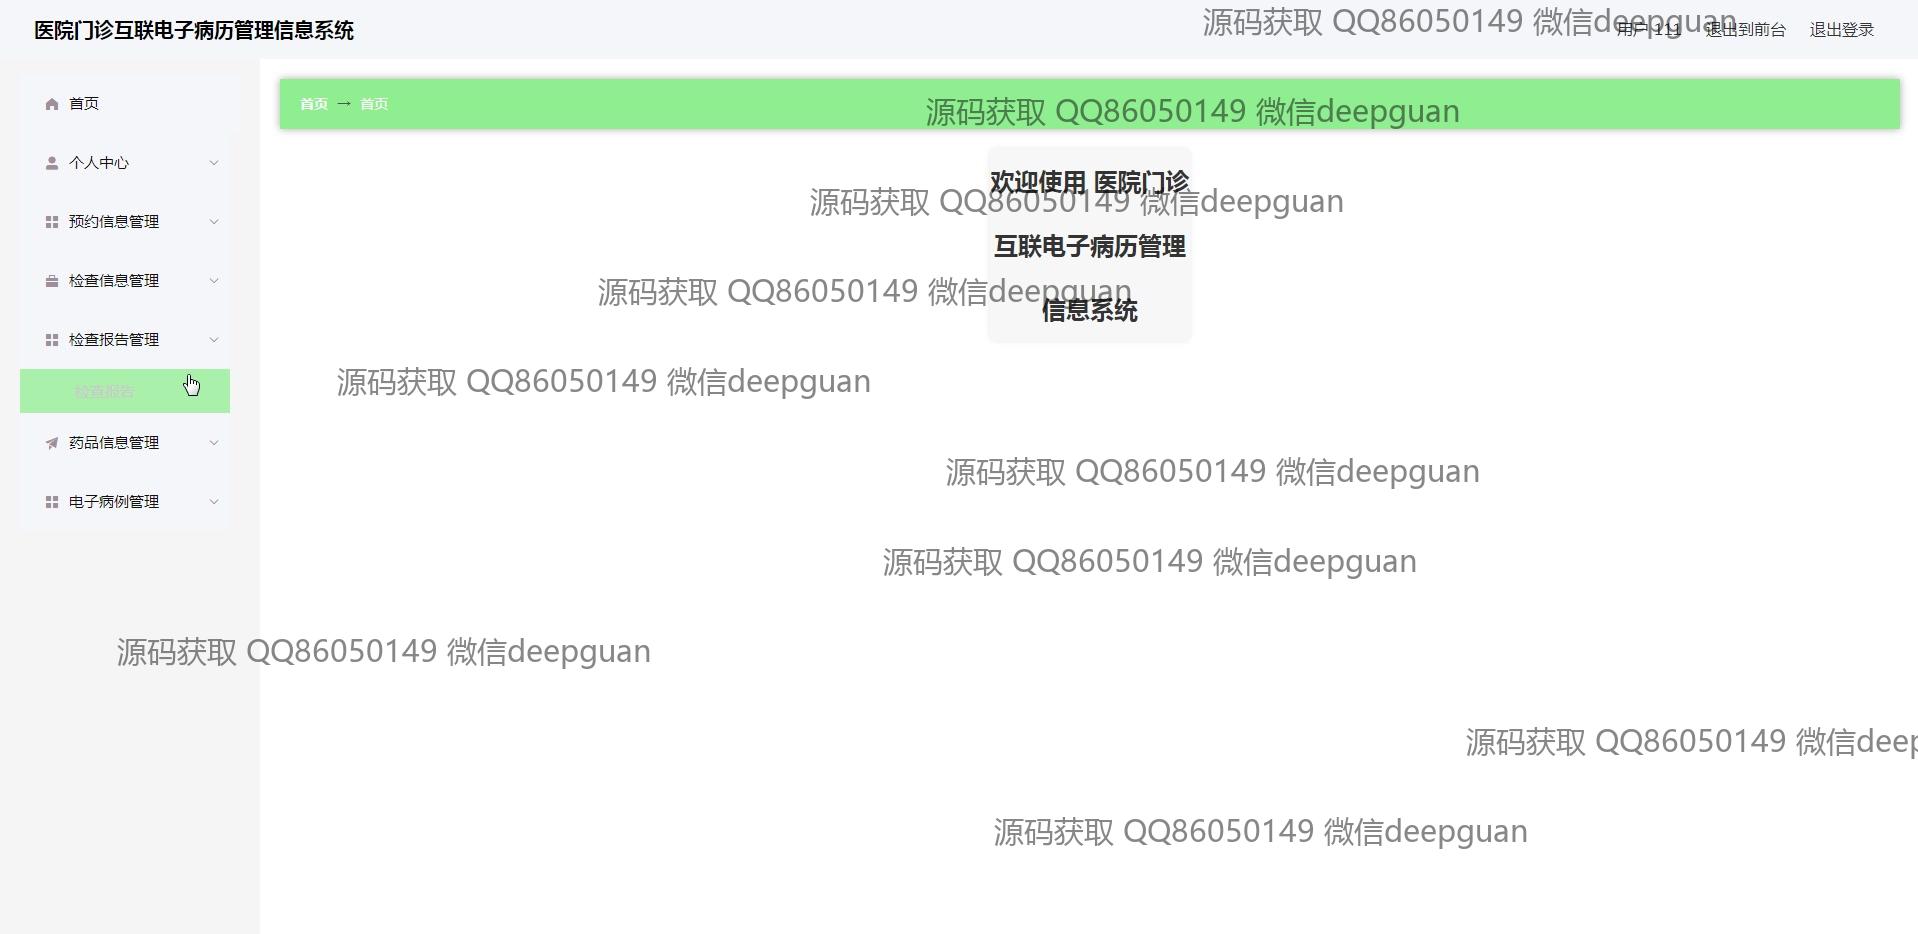 医院门诊互联电子病历管理信息系统
源码获取 QQ86050149 微信deepguan
用户 111 退出到前台 退出登录
首页
首页 → 首页
源码获取 QQ86050149 微信deepguan
个人中心
欢迎使用 医院门诊
源码获取 QQ86050149 微信deepguan
预约信息管理
互联电子病历管理
检查信息管理
源码获取 QQ86050149 微信deepguan
信息系统
检查报告管理
源码获取 QQ86050149 微信deepguan
检查报告
药品信息管理
源码获取 QQ86050149 微信deepguan
电子病例管理
源码获取 QQ86050149 微信deepguan
源码获取 QQ86050149 微信deepguan
源码获取 QQ86050149 微信deep
源码获取 QQ86050149 微信deepguan